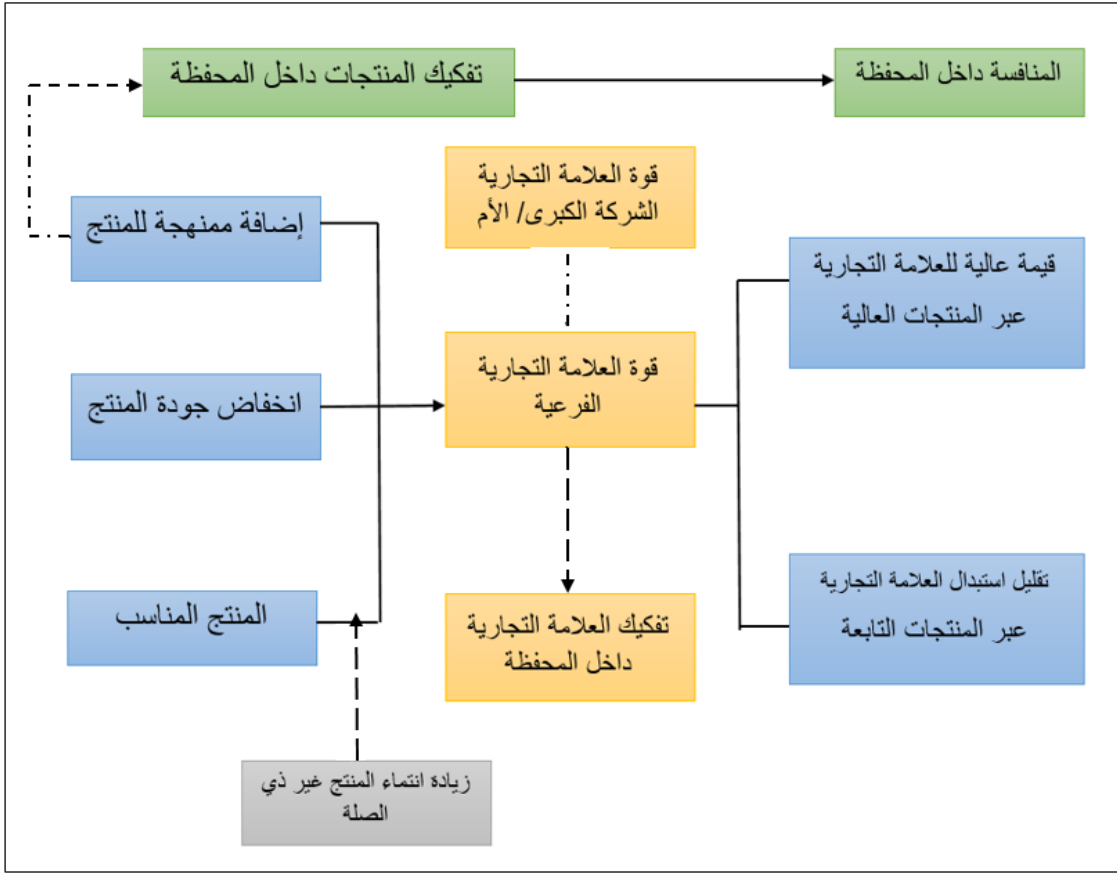 تفكيك المنتجات داخل المحفظة
المنافسة داخل المحفظة
قوة العلامة التجارية
الشركة الكبرى/ الأم
إضافة ممنهجة للمنتج
قيمة عالية للعلامة التجارية
عبر المنتجات العالية
قوة العلامة التجارية
الفرعية
انخفاض جودة المنتج
تقليل استبدال العلامة التجارية
عبر المنتجات التابعة
المنتج المناسب
تفكيك العلامة التجارية
داخل المحفظة
زيادة انتماء المنتج غير ذي
الصلة